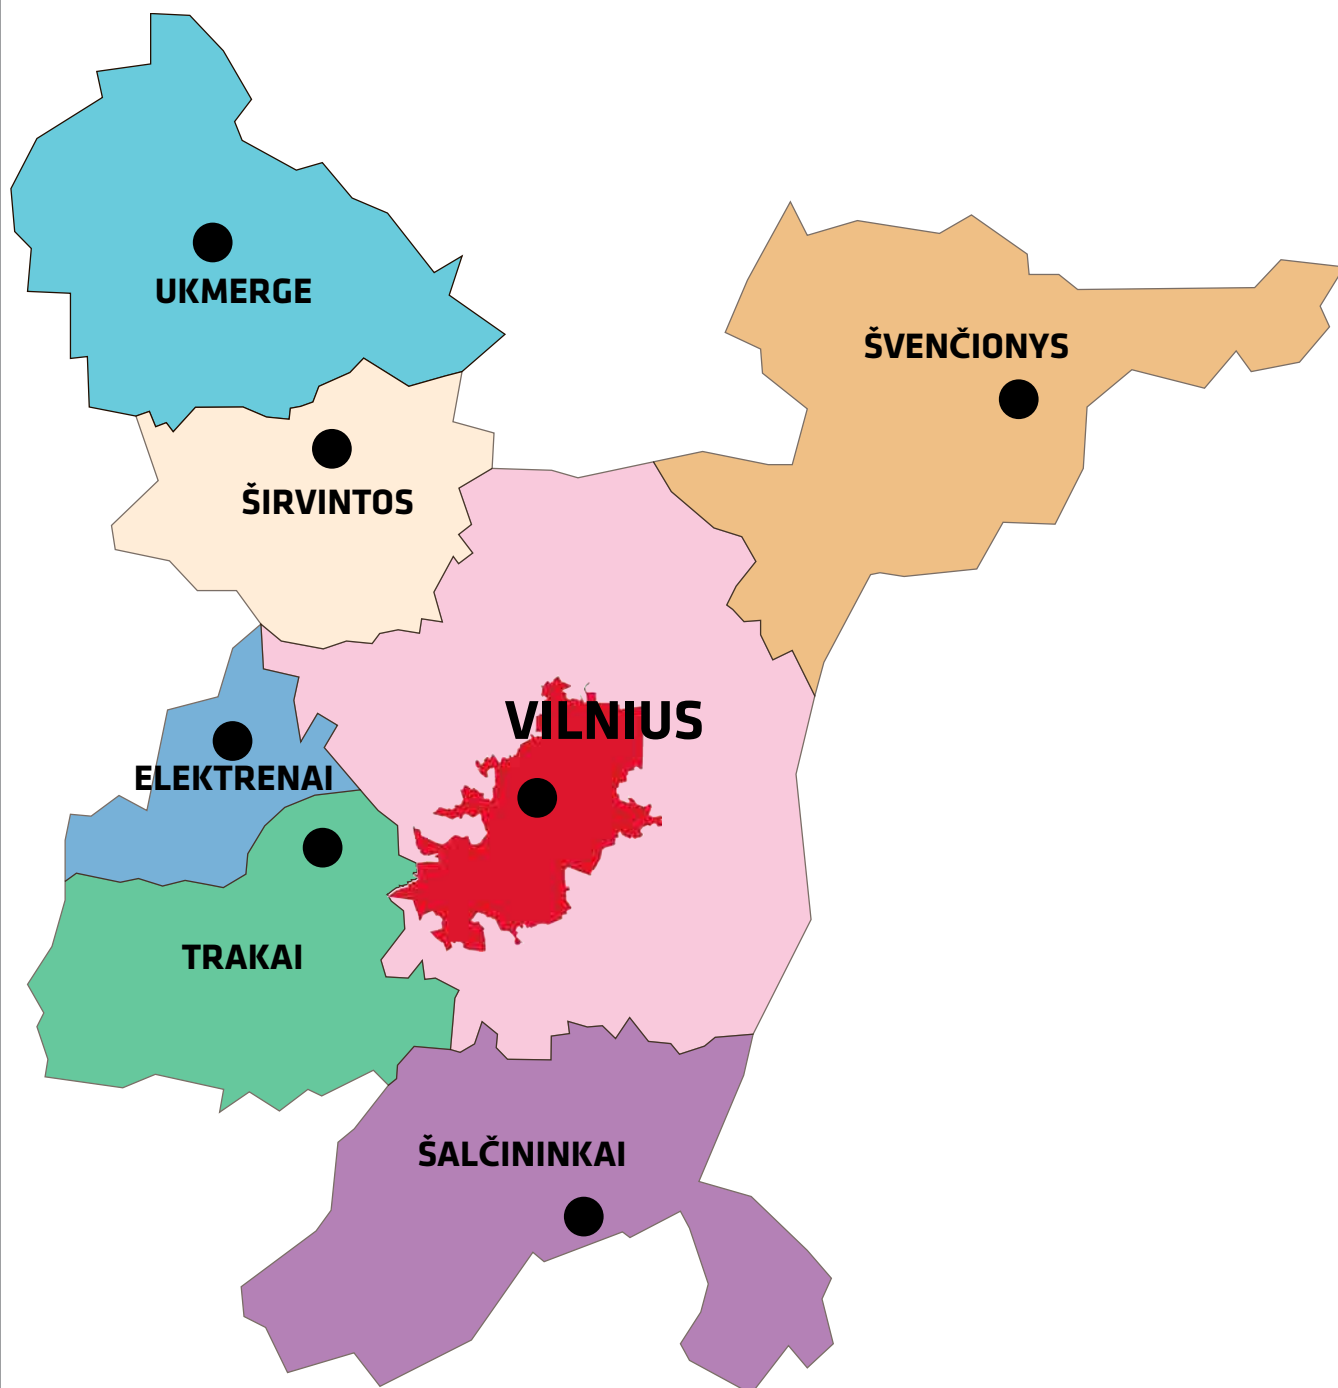 UKMERGE
ŠVENČIONYS
ŠIRVINTOS
VILNIUS
ELEKTRENAI
TRAKAI
ŠALČININKAI